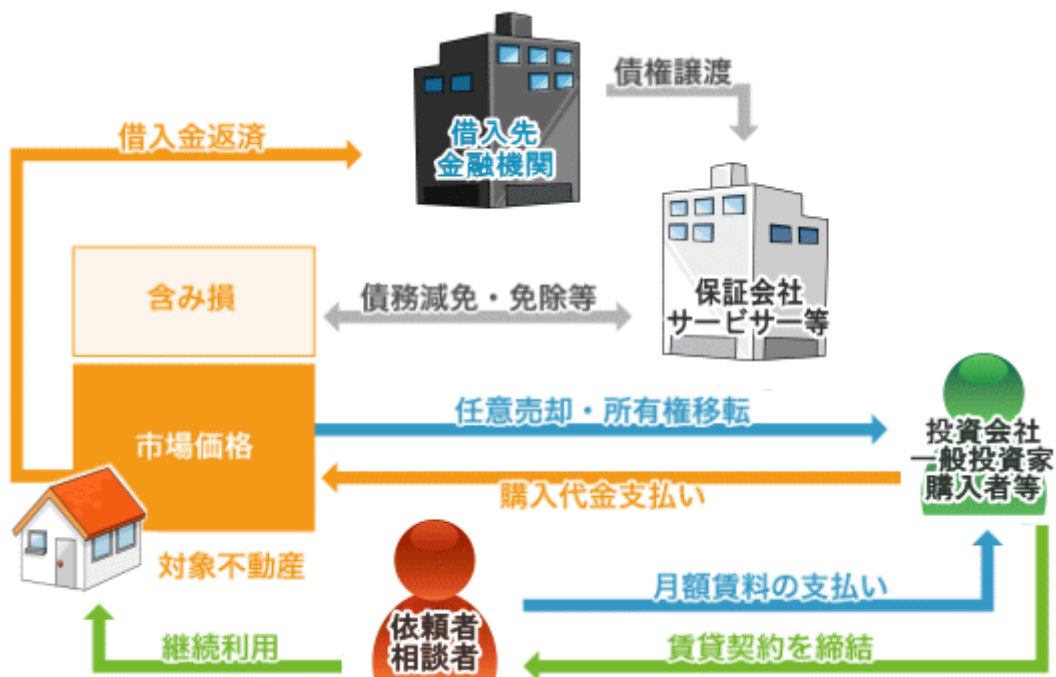 債権譲渡
借入金返済
借入先
金融機関
含み損
債務減免・免除等
保証会社
サービサー等
市場価格
任意売却・所有権移転
投資会社
一般投資家
購入者等
購入代金支払い
対象不動産
月額賃料の支払い
依頼者
相談者
継続利用
賃貸契約を締結